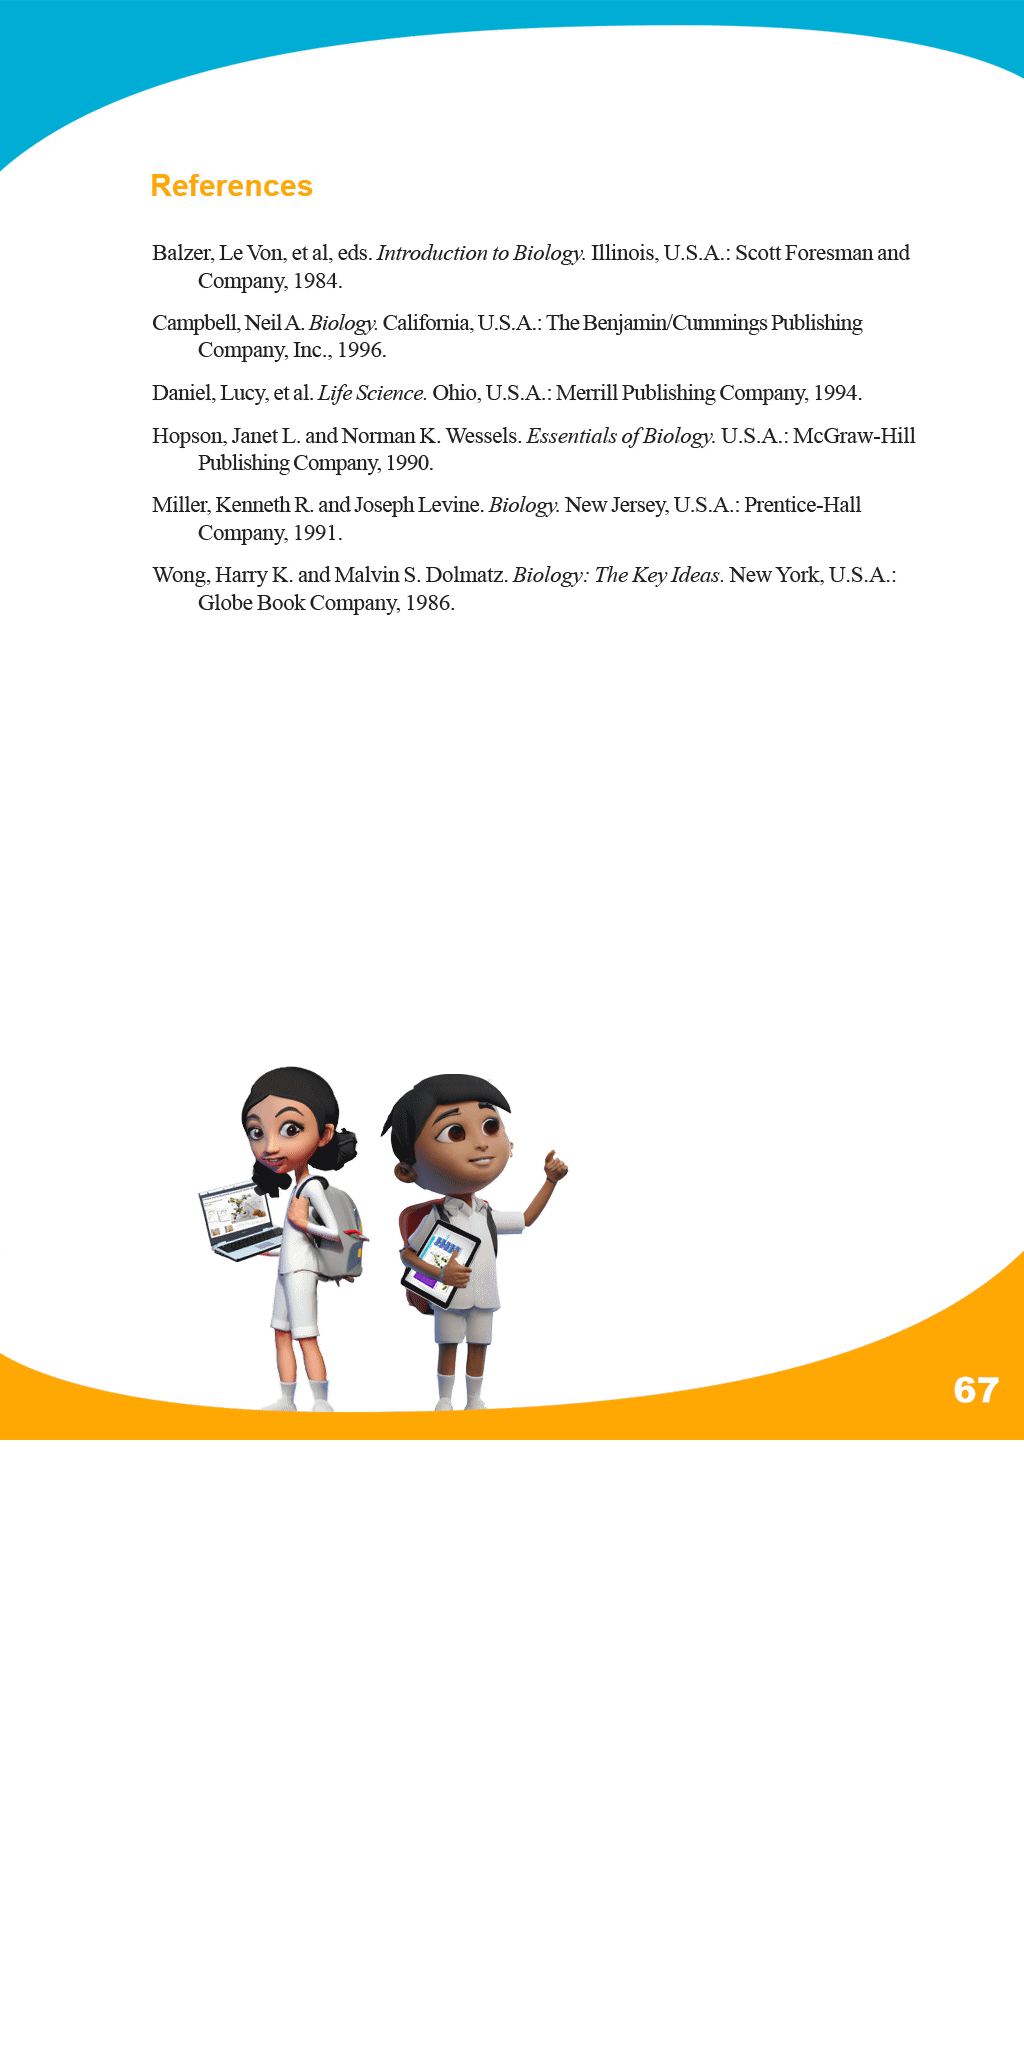 References
Balzer, Le Von, et al, eds. Introduction to Biology. Illinois, U.S.A.: Scott Foresman and
Company, 1984.
Campbell, Neil A. Biology. California, U.S.A.: The Benjamin/Cummings Publishing
Company, Inc., 1996.
Daniel, Lucy, et al. Life Science. Ohio, U.S.A.: Merrill Publishing Company, 1994.
Hopson, Janet L. and Norman K. Wessels. Essentials of Biology. U.S.A.: McGraw-Hill
Publishing Company, 1990.
Miller, Kenneth R. and Joseph Levine. Biology. New Jersey, U.S.A.: Prentice-Hall
Company, 1991.
Wong, Harry K. and Malvin S. Dolmatz. Biology: The Key Ideas. New York, U.S.A.:
Globe Book Company, 1986.
67